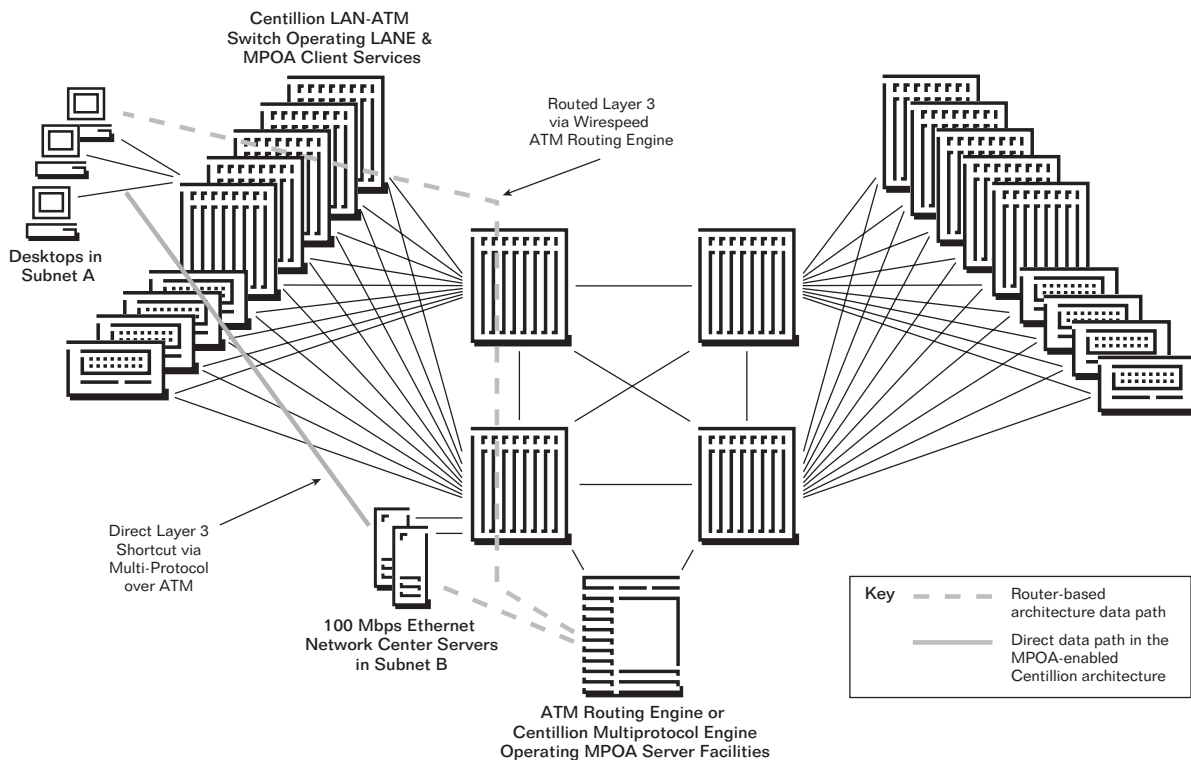 Centillion LAN-ATM
Switch Operating LANE &
MPOA Client Services
Routed Layer 3
via Wirespeed
ATM Routing Engine
Desktops in
Subnet A
Direct Layer 3
Shortcut via
Multi-Protocol
over ATM
100 Mbps Ethernet
Network Center Servers
in Subnet B
ATM Routing Engine or
Centillion Multiprotocol Engine
Operating MPOA Server Facilities
Key
Router-based
architecture data path
Direct data path in the
MPOA-enabled
Centillion architecture